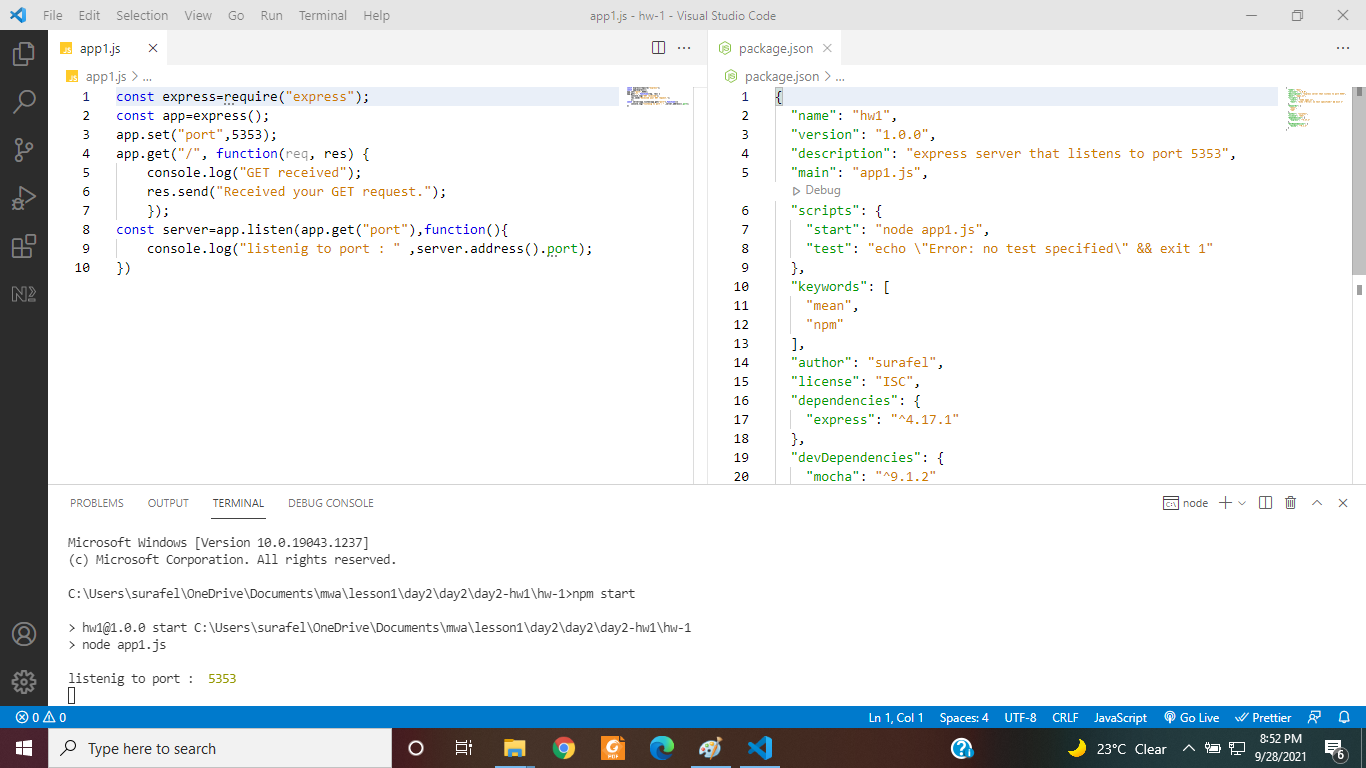 File Edit Selection View Go Run Terminal Help
app1.js - hw-1 - Visual Studio Code
app1.js
app1.js > ...
1 const express=require("express");
2 const app=express();
3 app.set("port",5353);
4 app.get("/", function(req, res) {
5 console.log("GET received");
6 res.send("Received your GET request.");
7 });
8 const server=app.listen(app.get("port"),function(){
9 console.log("listenig to port : " ,server.address().port);
10 })
package.json
package.json > ...
1 {
2 "name": "hw1",
3 "version": "1.0.0",
4 "description": "express server that listens to port 5353",
5 "main": "app1.js",
Debug
6 "scripts": {
7 "start": "node app1.js",
8 "test": "echo \"Error: no test specified\" && exit 1"
9 },
10 "keywords": [
11 "mean",
12 "npm"
13 ],
14 "author": "surafel",
15 "license": "ISC",
16 "dependencies": {
17 "express": "^4.17.1"
18 },
19 "devDependencies": {
20 "mocha": "^9.1.2"
PROBLEMS OUTPUT TERMINAL DEBUG CONSOLE
node
Microsoft Windows [Version 10.0.19043.1237]
(c) Microsoft Corporation. All rights reserved.
C:\Users\surafel\OneDrive\Documents\mwa\lesson1\day2\day2\day2-hw1\hw-1>npm start
> hw1@1.0.0 start C:\Users\surafel\OneDrive\Documents\mwa\lesson1\day2\day2\day2-hw1\hw-1
> node app1.js
listenig to port : 5353
0 0
Ln 1, Col 1 Spaces: 4 UTF-8 CRLF JavaScript Go Live Prettier
Type here to search
23°C Clear
8:52 PM
9/28/2021
6